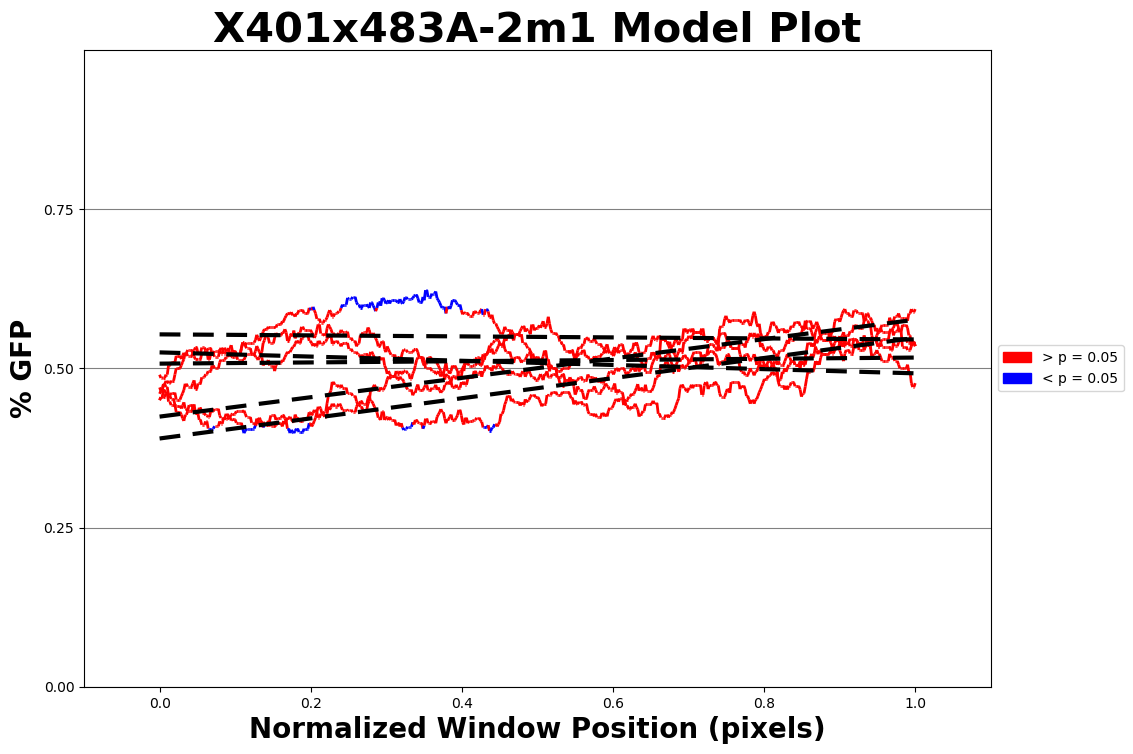 X401x483A-2m1 Model Plot
% GFP
0.75
0.50
0.25
0.00
0.0 0.2 0.4 0.6 0.8 1.0
Normalized Window Position (pixels)
> p = 0.05
< p = 0.05